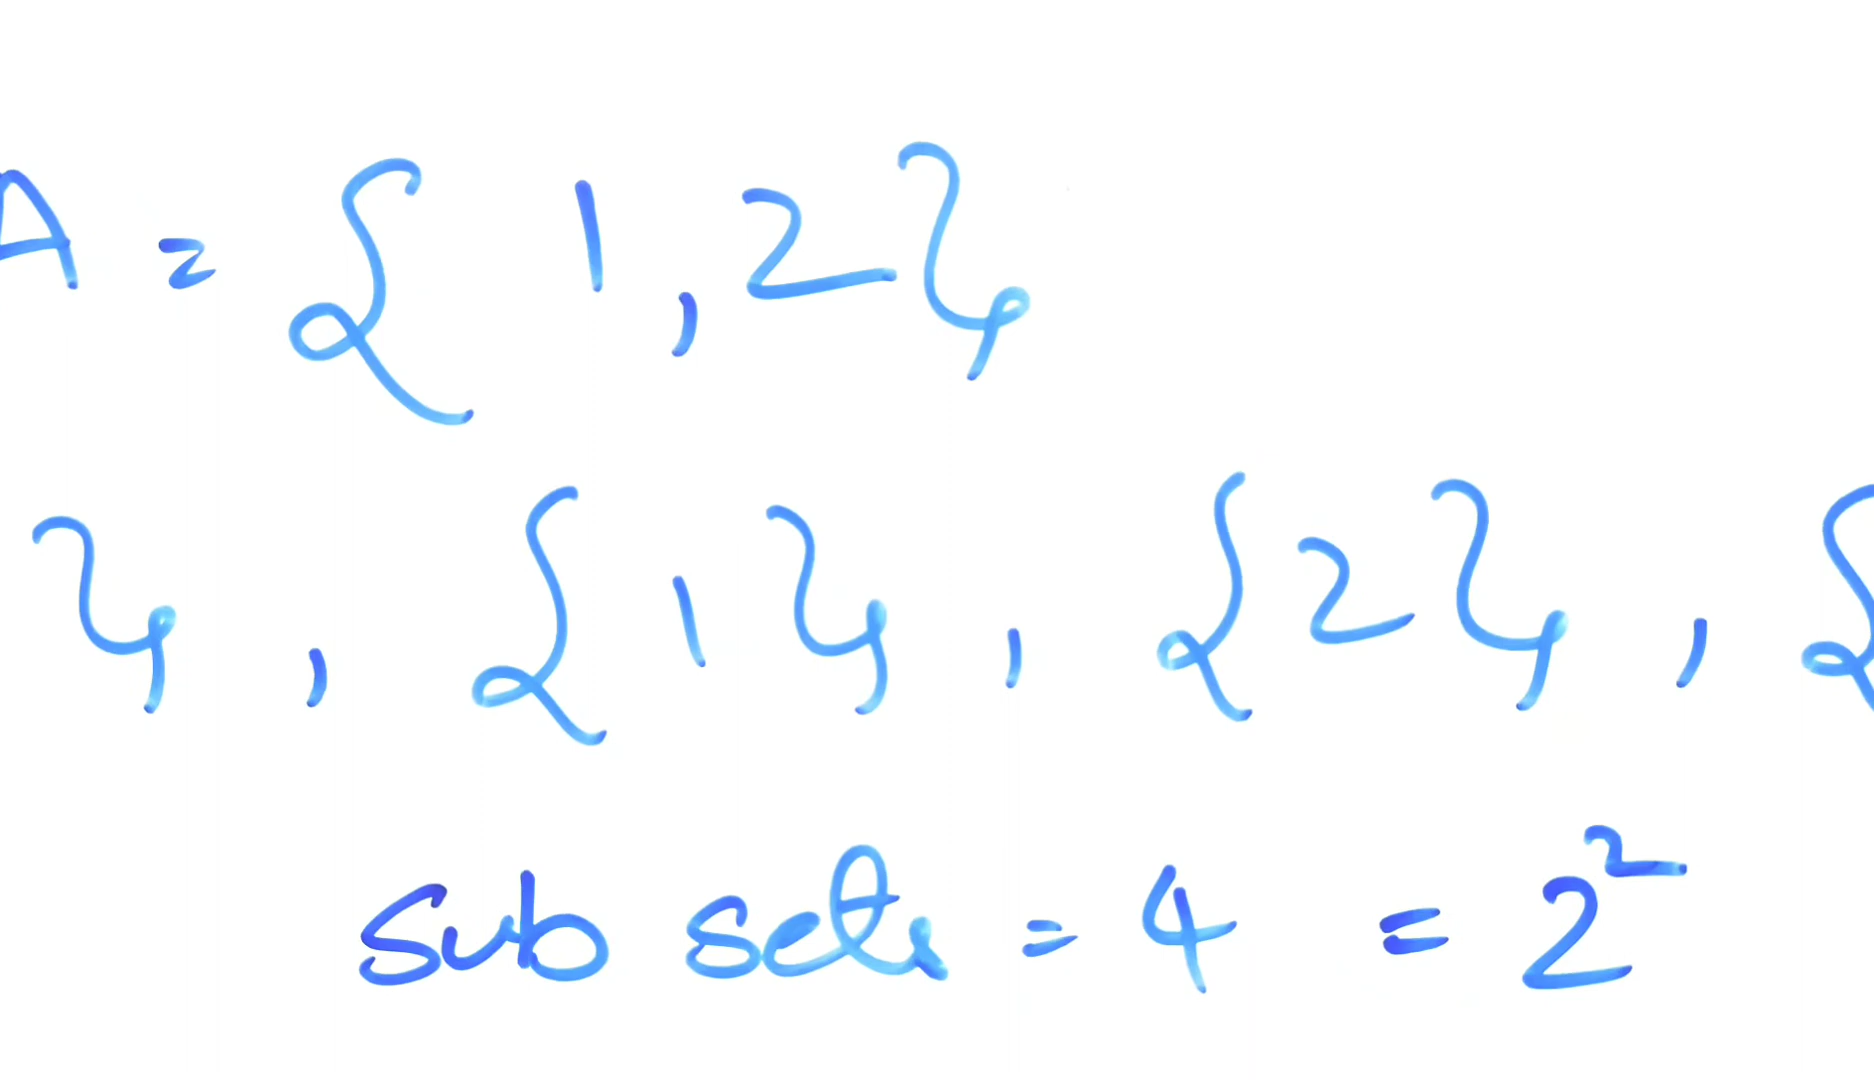 A = { 1 , 2 }
} , { 1 } , { 2 } , {
Sub sets = 4 = 2²